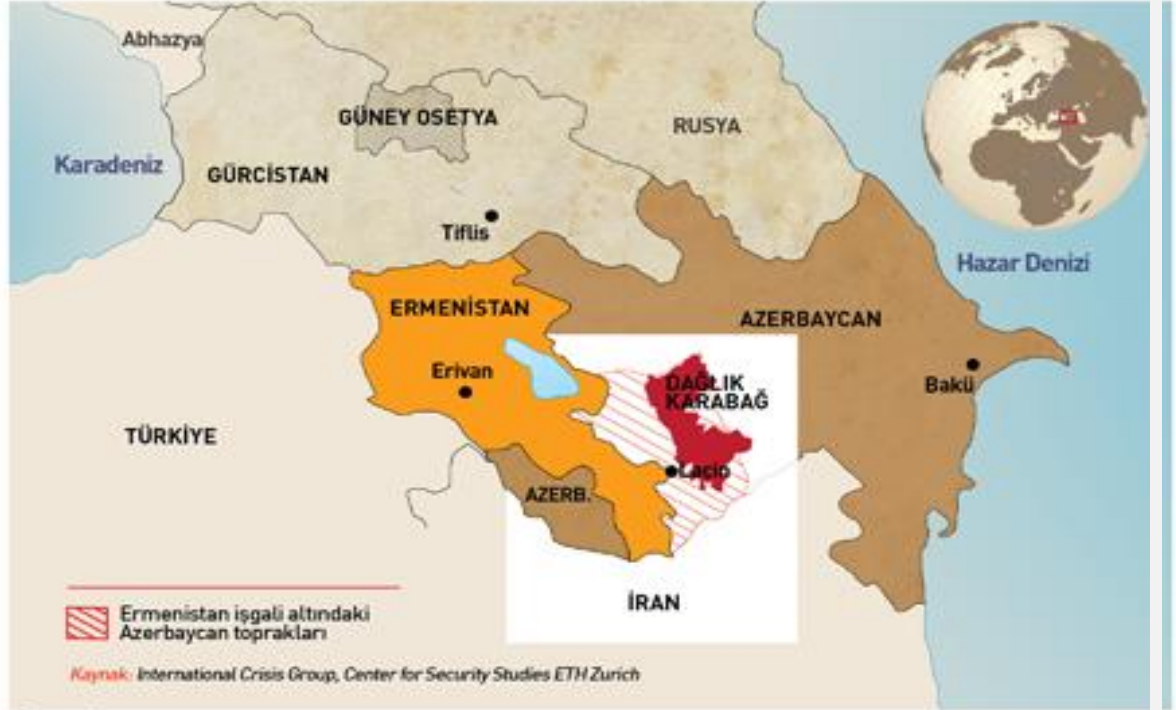 Abhazya
GÜNEY OSETYA
RUSYA
Karadeniz
GÜRCİSTAN
Tiflis
Hazar Denizi
ERMENİSTAN
AZERBAYCAN
Erivan
DAĞLIK
KARABAĞ
Bakü
TÜRKİYE
Laçin
AZERB.
İRAN
Ermenistan işgali altındaki
Azerbaycan toprakları
Kaynak: International Crisis Group, Center for Security Studies ETH Zurich